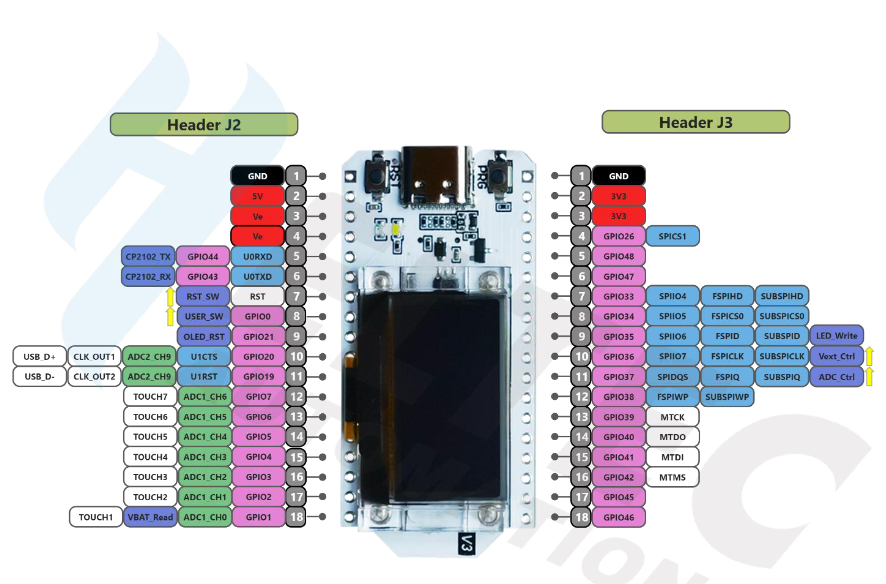 Header J2
Header J3
GND 1
5V 2
Ve 3
Ve 4
CP2102_TX GPIO44 U0RXD 5
CP2102_RX GPIO43 U0TXD 6
RST_SW RST 7
USER_SW GPIO0 8
OLED_RST GPIO21 9
USB_D+ CLK_OUT1 ADC2_CH9 U1CTS GPIO20 10
USB_D- CLK_OUT2 ADC2_CH9 U1RST GPIO19 11
TOUCH7 ADC1_CH6 GPIO7 12
TOUCH6 ADC1_CH5 GPIO6 13
TOUCH5 ADC1_CH4 GPIO5 14
TOUCH4 ADC1_CH3 GPIO4 15
TOUCH3 ADC1_CH2 GPIO3 16
TOUCH2 ADC1_CH1 GPIO2 17
TOUCH1 VBAT_Read ADC1_CH0 GPIO1 18
RST
PRG
V3
1 GND
2 3V3
3 3V3
4 GPIO26 SPICS1
5 GPIO48
6 GPIO47
7 GPIO33 SPIIO4 FSPIHD SUBSPIHD
8 GPIO34 SPIIO5 FSPICS0 SUBSPICS0
9 GPIO35 SPIIO6 FSPID SUBSPID LED_Write
10 GPIO36 SPIIO7 FSPICLK SUBSPICLK Vext_Ctrl
11 GPIO37 SPIDQS FSPIQ SUBSPIQ ADC_Ctrl
12 GPIO38 FSPIWP SUBSPIWP
13 GPIO39 MTCK
14 GPIO40 MTDO
15 GPIO41 MTDI
16 GPIO42 MTMS
17 GPIO45
18 GPIO46